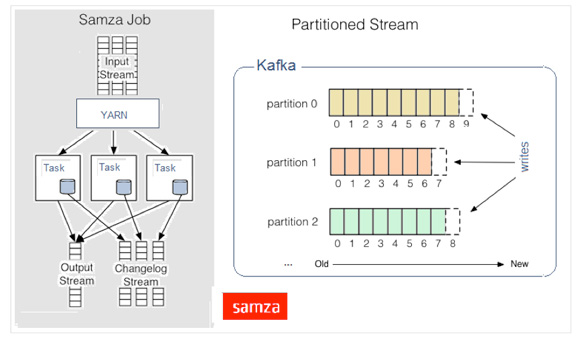 Samza Job
Input
Stream
YARN
Task
Task
Task
Output
Stream
Changelog
Stream
Partitioned Stream
Kafka
partition 0
0 1 2 3 4 5 6 7 8 9
partition 1
0 1 2 3 4 5 6 7
partition 2
0 1 2 3 4 5 6 7 8
writes
... Old New
samza